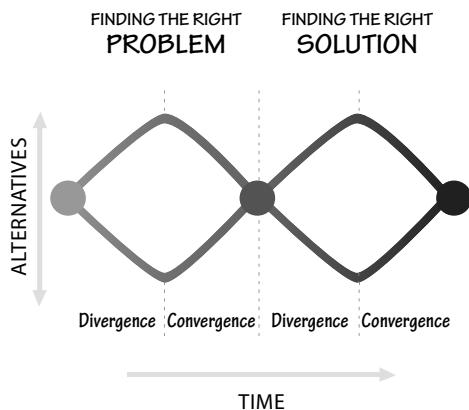 FINDING THE RIGHT
PROBLEM
FINDING THE RIGHT
SOLUTION
ALTERNATIVES
Divergence Convergence Divergence Convergence
TIME